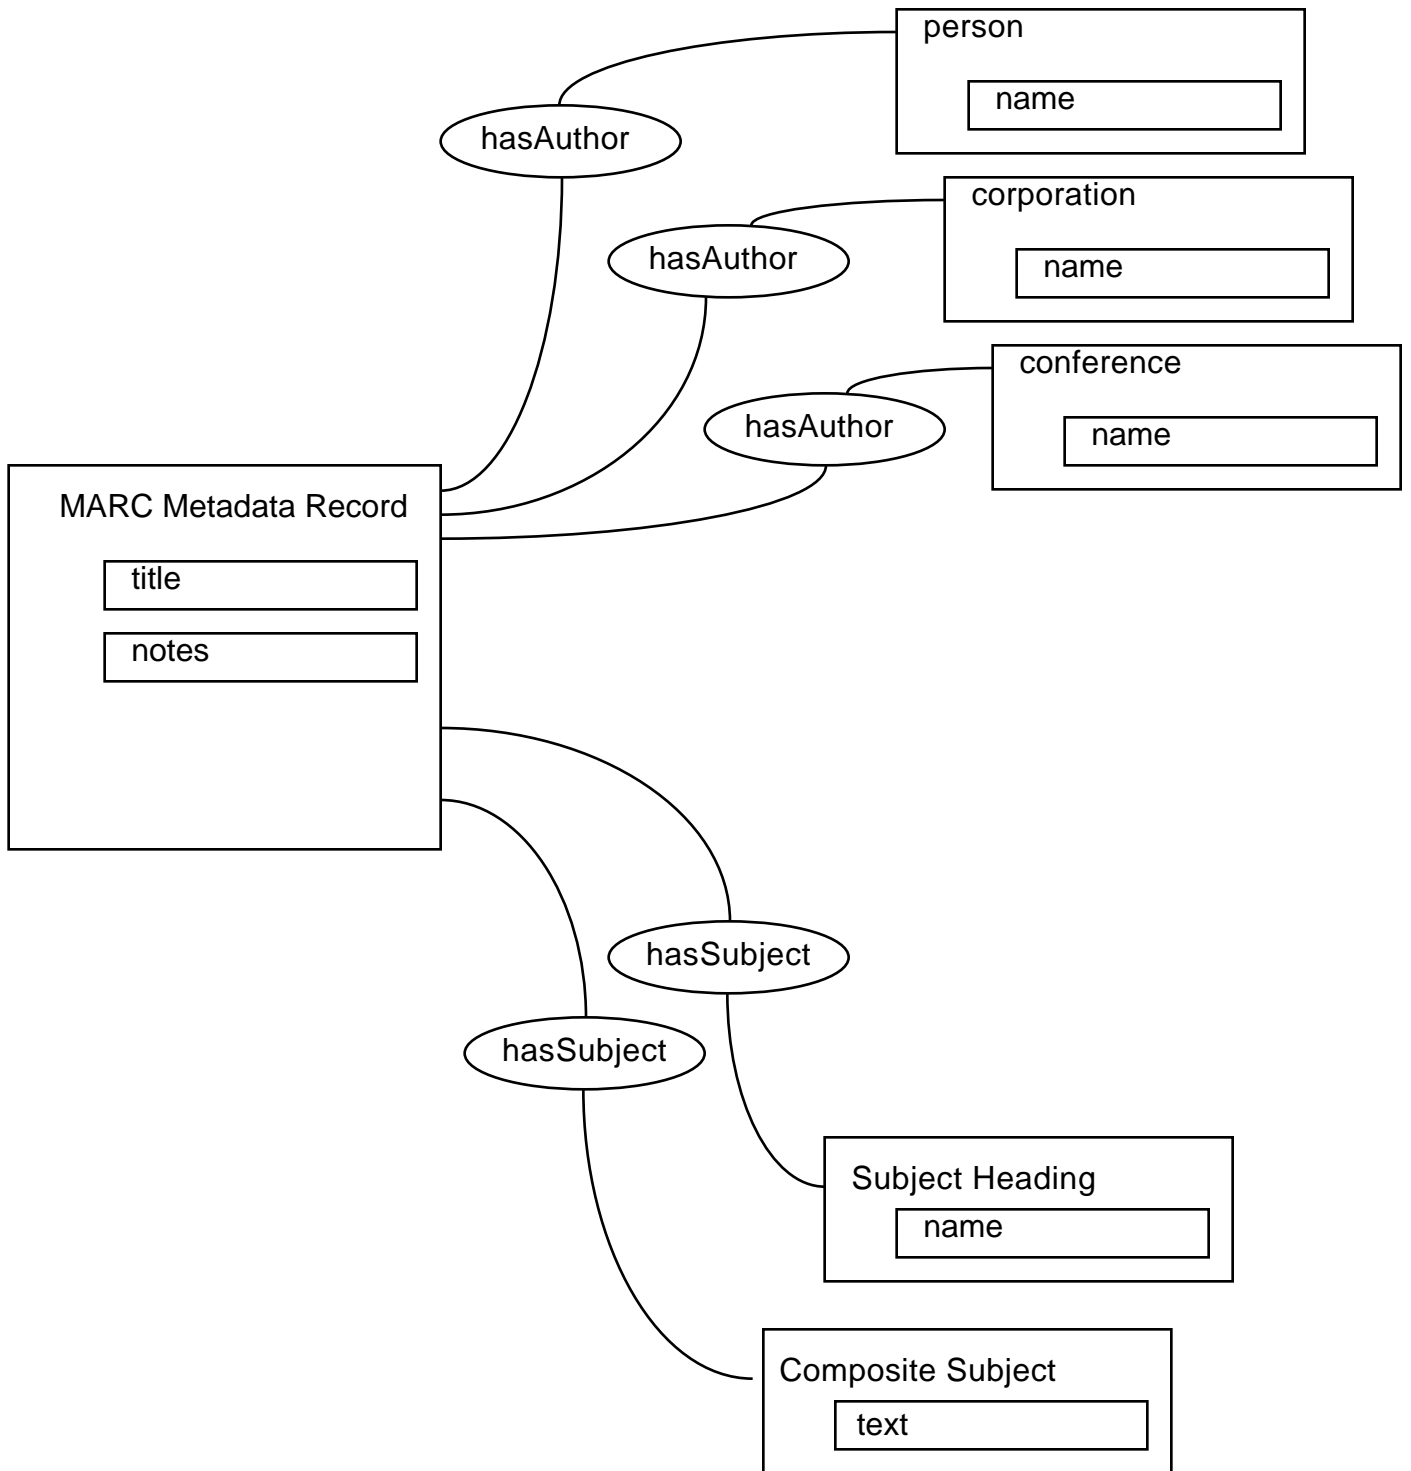 person
name
hasAuthor
corporation
name
hasAuthor
conference
name
hasAuthor
MARC Metadata Record
title
notes
hasSubject
hasSubject
Subject Heading
name
Composite Subject
text